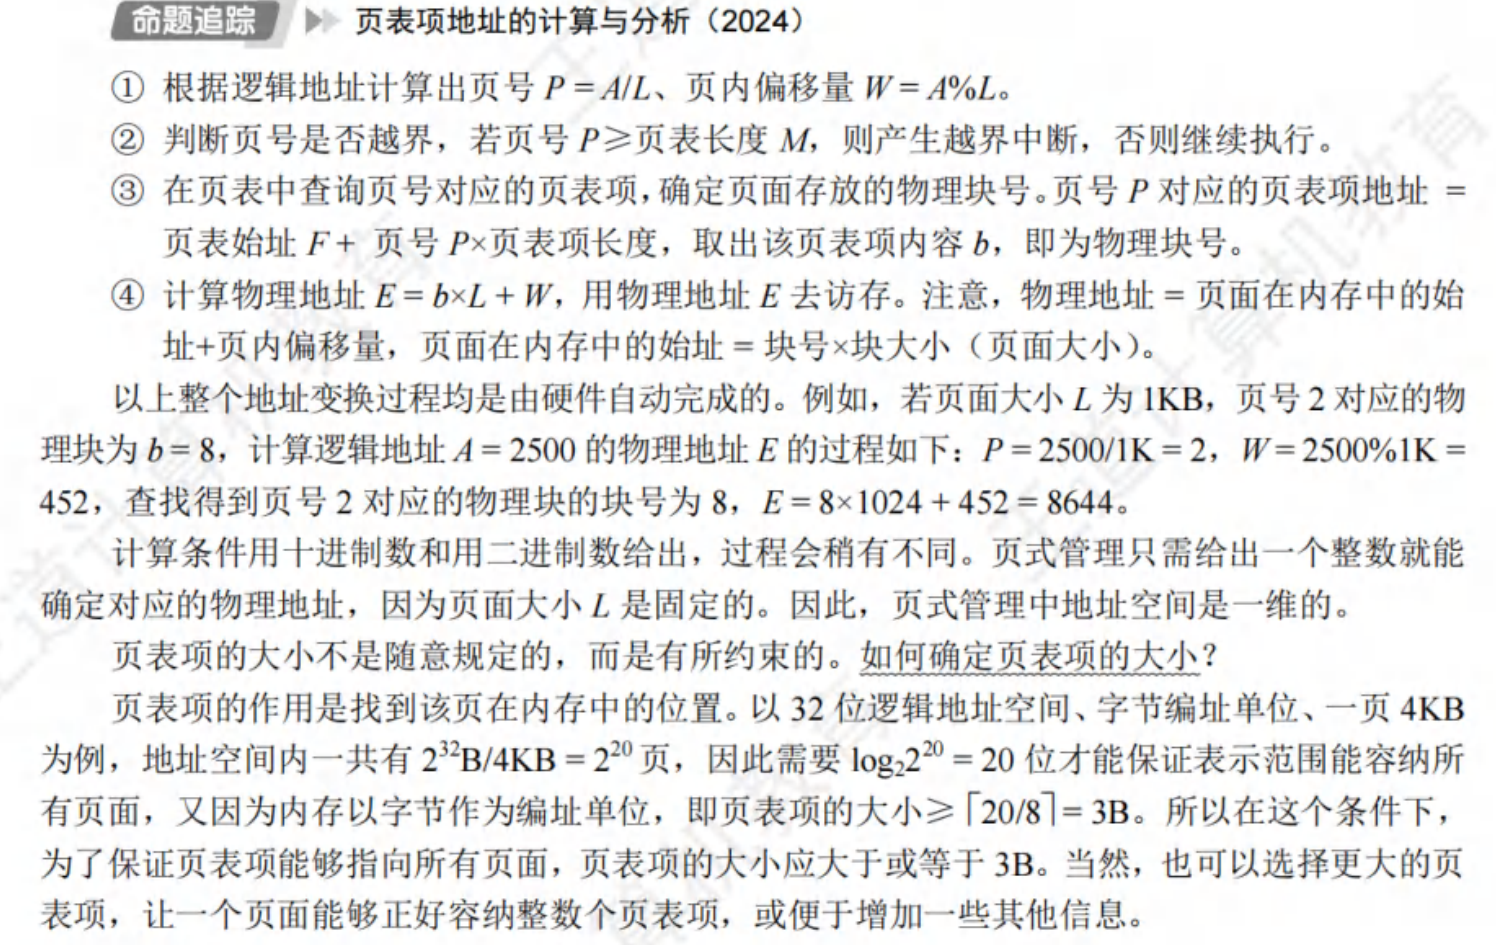 命题追踪 页表项地址的计算与分析（2024）
① 根据逻辑地址计算出页号 P = A/L、页内偏移量 W = A%L。
② 判断页号是否越界，若页号 P≥页表长度 M，则产生越界中断，否则继续执行。
③ 在页表中查询页号对应的页表项，确定页面存放的物理块号。页号 P 对应的页表项地址 =
页表始址 F + 页号 P×页表项长度，取出该页表项内容 b，即为物理块号。
④ 计算物理地址 E = b×L + W，用物理地址 E 去访存。注意，物理地址 = 页面在内存中的始
址+页内偏移量，页面在内存中的始址 = 块号×块大小（页面大小）。
以上整个地址变换过程均是由硬件自动完成的。例如，若页面大小 L 为 1KB，页号 2 对应的物
理块为 b = 8，计算逻辑地址 A = 2500 的物理地址 E 的过程如下：P = 2500/1K = 2，W = 2500%1K =
452，查找得到页号 2 对应的物理块的块号为 8，E = 8×1024 + 452 = 8644。
计算条件用十进制数和用二进制数给出，过程会稍有不同。页式管理只需给出一个整数就能
确定对应的物理地址，因为页面大小 L 是固定的。因此，页式管理中地址空间是一维的。
页表项的大小不是随意规定的，而是有所约束的。如何确定页表项的大小？
页表项的作用是找到该页在内存中的位置。以 32 位逻辑地址空间、字节编址单位、一页 4KB
为例，地址空间内一共有 2³²B/4KB = 2²⁰ 页，因此需要 log₂2²⁰ = 20 位才能保证表示范围能容纳所
有页面，又因为内存以字节作为编址单位，即页表项的大小≥⌈20/8⌉= 3B。所以在这个条件下，
为了保证页表项能够指向所有页面，页表项的大小应大于或等于 3B。当然，也可以选择更大的页
表项，让一个页面能够正好容纳整数个页表项，或便于增加一些其他信息。